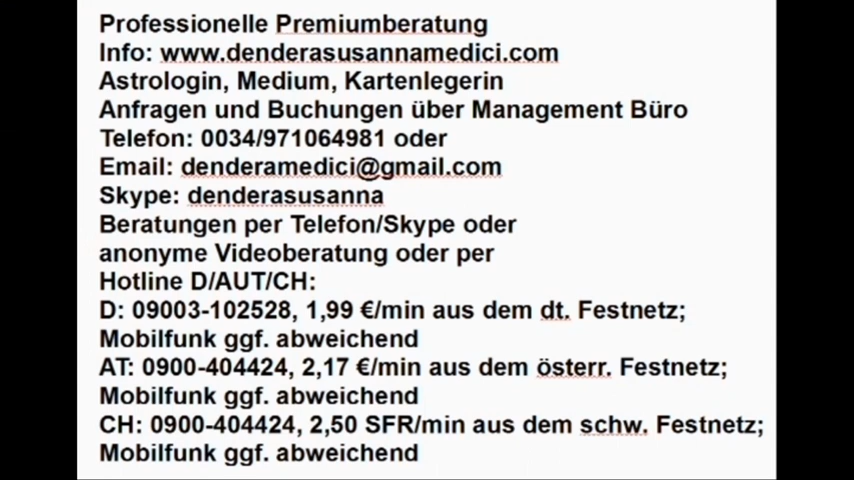 Professionelle Premiumberatung
Info: www.denderasusannamedici.com
Astrologin, Medium, Kartenlegerin
Anfragen und Buchungen über Management Büro
Telefon: 0034/971064981 oder
Email: denderamedici@gmail.com
Skype: denderasusanna
Beratungen per Telefon/Skype oder
anonyme Videoberatung oder per
Hotline D/AUT/CH:
D: 09003-102528, 1,99 €/min aus dem dt. Festnetz;
Mobilfunk ggf. abweichend
AT: 0900-404424, 2,17 €/min aus dem österr. Festnetz;
Mobilfunk ggf. abweichend
CH: 0900-404424, 2,50 SFR/min aus dem schw. Festnetz;
Mobilfunk ggf. abweichend